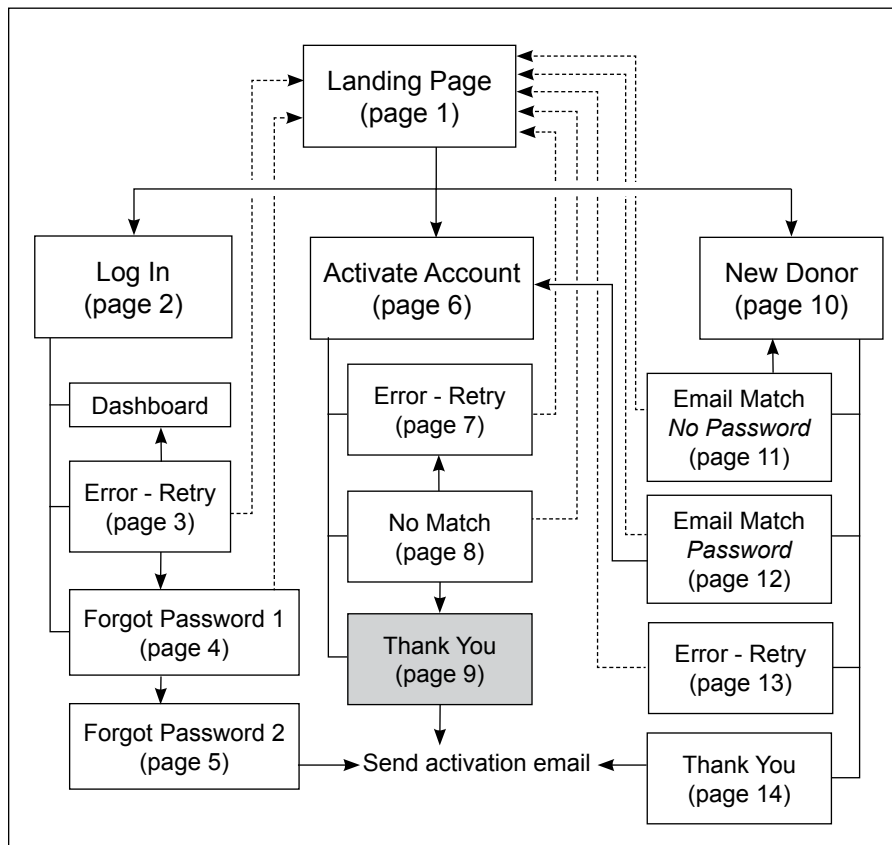 Landing Page
(page 1)
Log In
(page 2)
Activate Account
(page 6)
New Donor
(page 10)
Dashboard
Error - Retry
(page 3)
Forgot Password 1
(page 4)
Forgot Password 2
(page 5)
Error - Retry
(page 7)
No Match
(page 8)
Thank You
(page 9)
Send activation email
Email Match
No Password
(page 11)
Email Match
Password
(page 12)
Error - Retry
(page 13)
Thank You
(page 14)